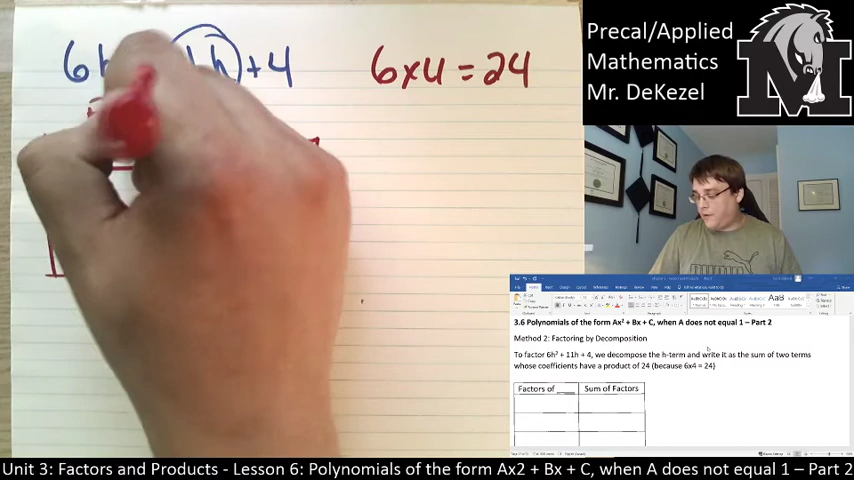 6h
1h + 4
6x4 = 24
Precal/Applied
Mathematics
Mr. DeKezel
3.6 Polynomials of the form Ax² + Bx + C, when A does not equal 1 – Part 2
Method 2: Factoring by Decomposition
To factor 6h² + 11h + 4, we decompose the h-term and write it as the sum of two terms
whose coefficients have a product of 24 (because 6x4 = 24)
Factors of ___ Sum of Factors
Unit 3: Factors and Products - Lesson 6: Polynomials of the form Ax2 + Bx + C, when A does not equal 1 – Part 2